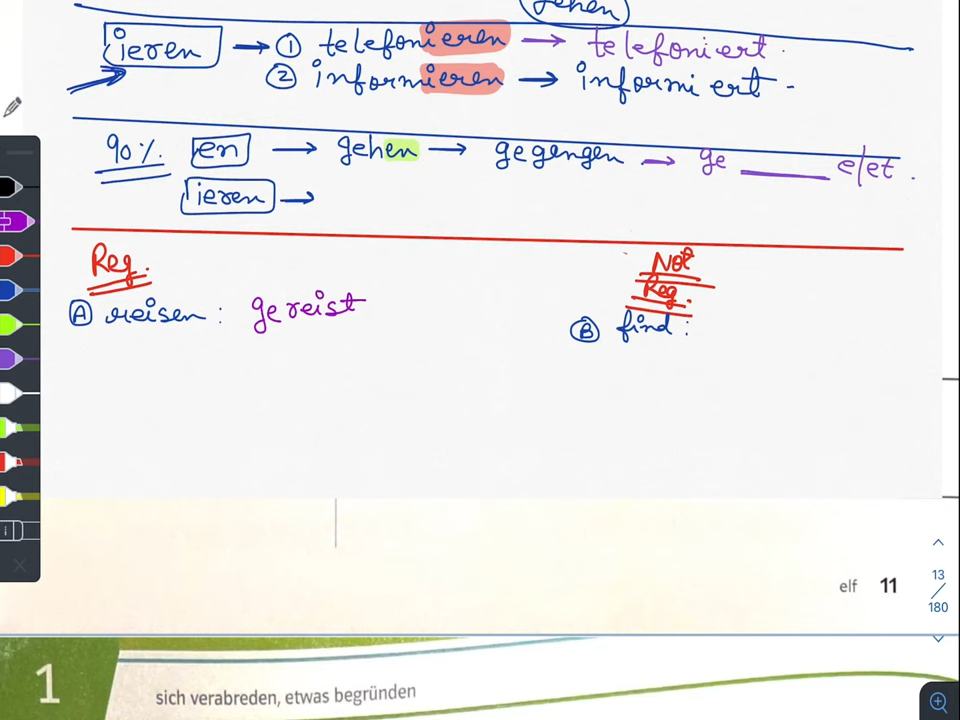 gehen
ieren → ① telefonieren → telefoniert.
② informieren → informiert.
90% en → gehen → gegengen → ge ______ e/et.
ieren →
Reg.
Not
Reg.
Ⓐ reisen : gereist
Ⓑ find :
elf 11
13
/
180
1 sich verabreden, etwas begründen